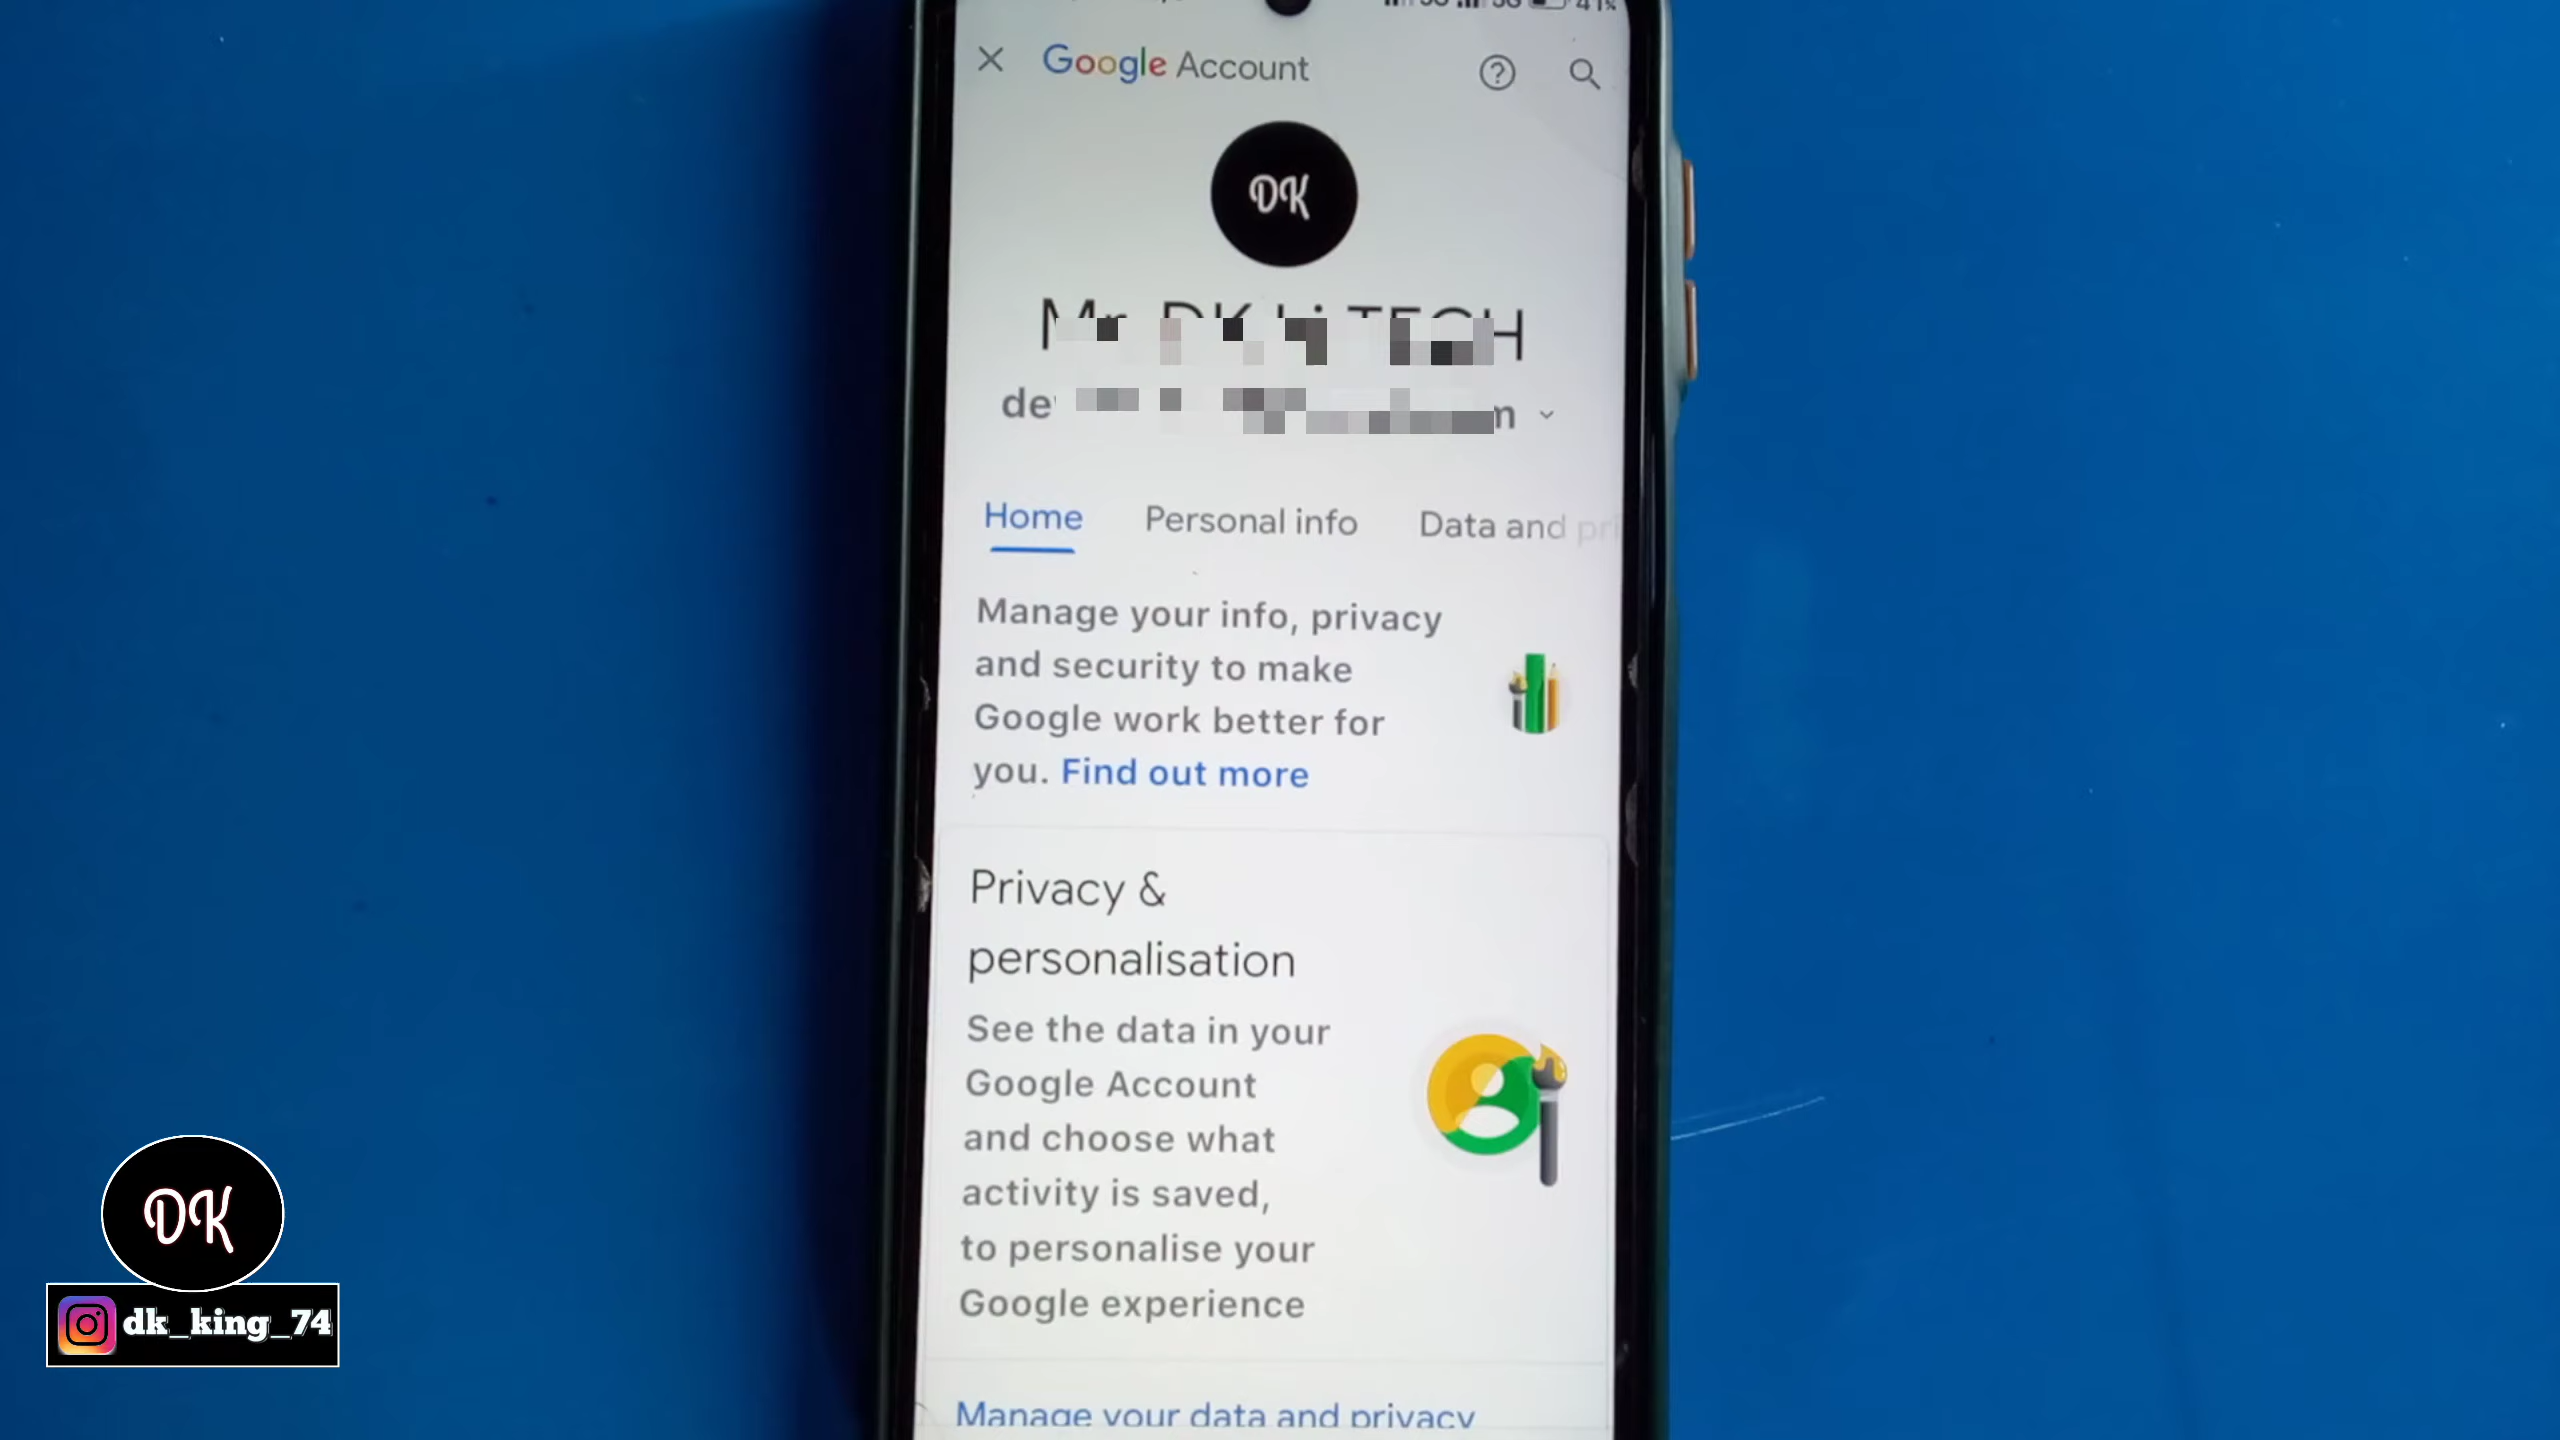 41%
Google Account
DK
Home Personal info Data and pri
Manage your info, privacy
and security to make
Google work better for
you. Find out more
Privacy &
personalisation
See the data in your
Google Account
and choose what
activity is saved,
to personalise your
Google experience
Manage your data and privacy
DK
dk_king_74